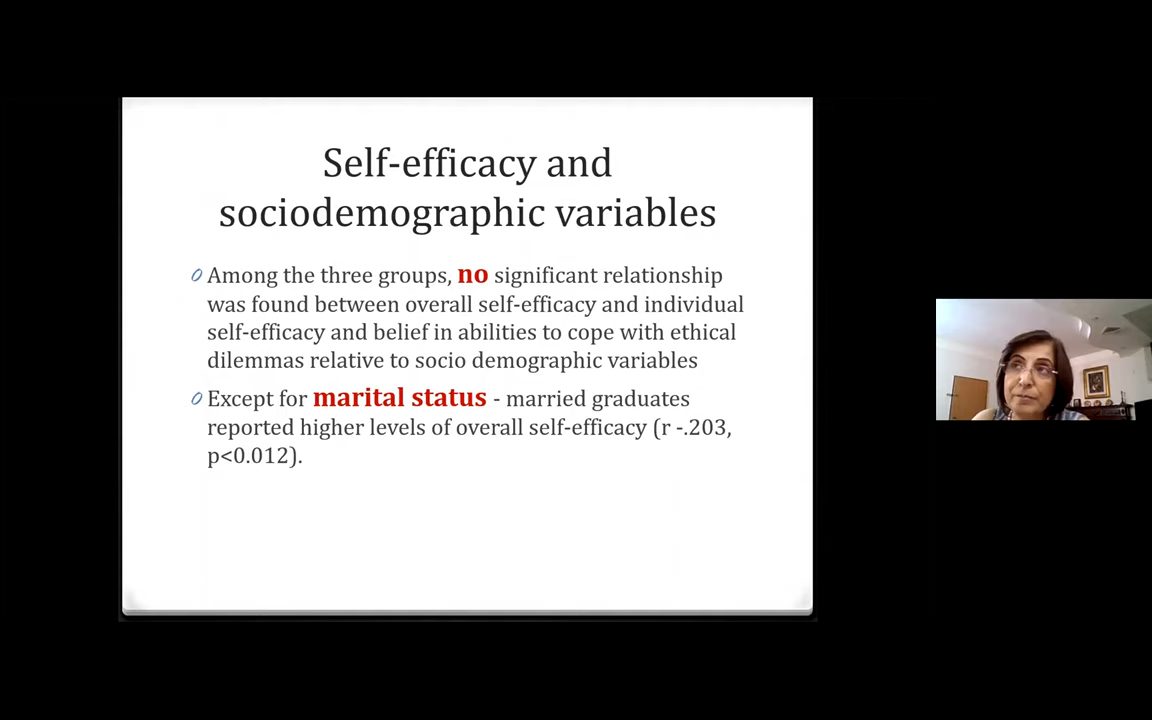 Self-efficacy and
sociodemographic variables
Among the three groups, no significant relationship
was found between overall self-efficacy and individual
self-efficacy and belief in abilities to cope with ethical
dilemmas relative to socio demographic variables
Except for marital status - married graduates
reported higher levels of overall self-efficacy (r -.203,
p<0.012).